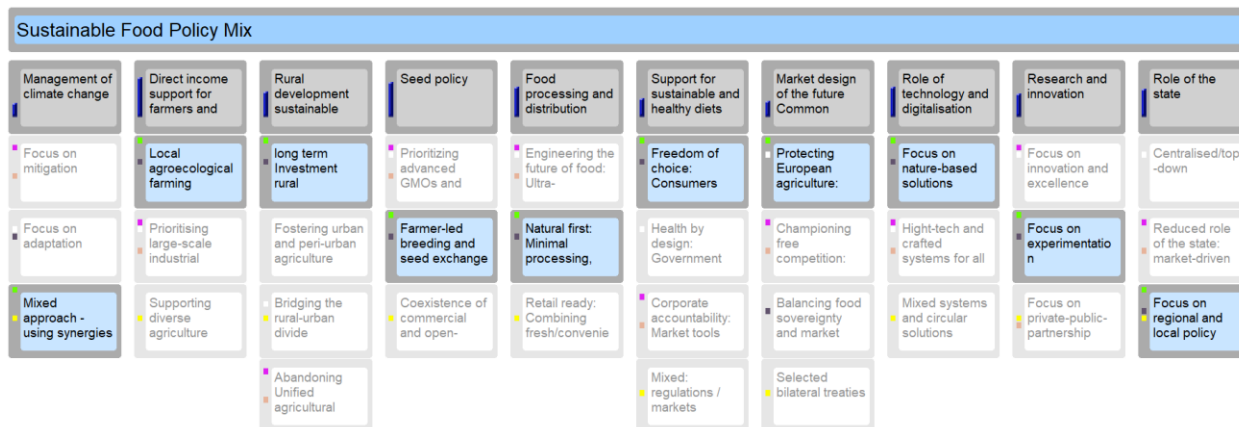 Sustainable Food Policy Mix
Management of
climate change
Direct income
support for
farmers and
Rural
development
sustainable
Seed policy
Food
processing and
distribution
Support for
sustainable and
healthy diets
Market design
of the future
Common
Role of
technology and
digitalisation
Research and
innovation
Role of the
state
Focus on
mitigation
Local
agroecological
farming
long term
Investment
rural
Prioritizing
advanced
GMOs and
Engineering the
future of food:
Ultra-
Freedom of
choice:
Consumers
Protecting
European
agriculture:
Focus on
nature-based
solutions
Focus on
innovation and
excellence
Centralised/top
-down
Focus on
adaptation
Prioritising
large-scale
industrial
Fostering urban
and peri-urban
agriculture
Farmer-led
breeding and
seed exchange
Natural first:
Minimal
processing,
Health by
design:
Government
Championing
free
competition:
Hight-tech and
crafted
systems for all
Focus on
experimentatio
n
Reduced role
of the state:
market-driven
Mixed
approach -
using synergies
Supporting
diverse
agriculture
Bridging the
rural-urban
divide
Coexistence of
commercial
and open-
Retail ready:
Combining
fresh/convenie
Corporate
accountability:
Market tools
Balancing food
sovereignty
and market
Mixed systems
and circular
solutions
Focus on
private-public-
partnership
Focus on
regional and
local policy
Abandoning
Unified
agricultural
Mixed:
regulations /
markets
Selected
bilateral treaties